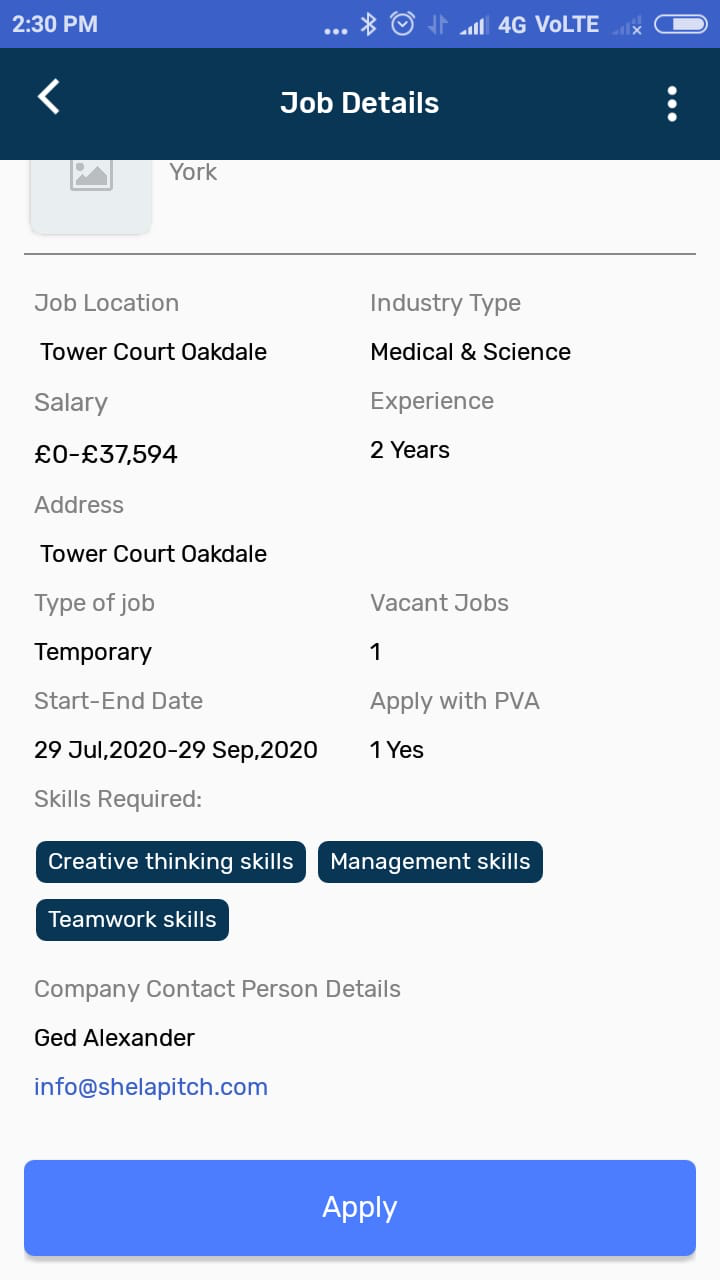 2:30 PM
... 4G VoLTE
Job Details
York
Job Location
Industry Type
Tower Court Oakdale
Medical & Science
Salary
Experience
£0-£37,594
2 Years
Address
Tower Court Oakdale
Type of job
Vacant Jobs
Temporary
1
Start-End Date
Apply with PVA
29 Jul,2020-29 Sep,2020
1 Yes
Skills Required:
Creative thinking skills
Management skills
Teamwork skills
Company Contact Person Details
Ged Alexander
info@shelapitch.com
Apply